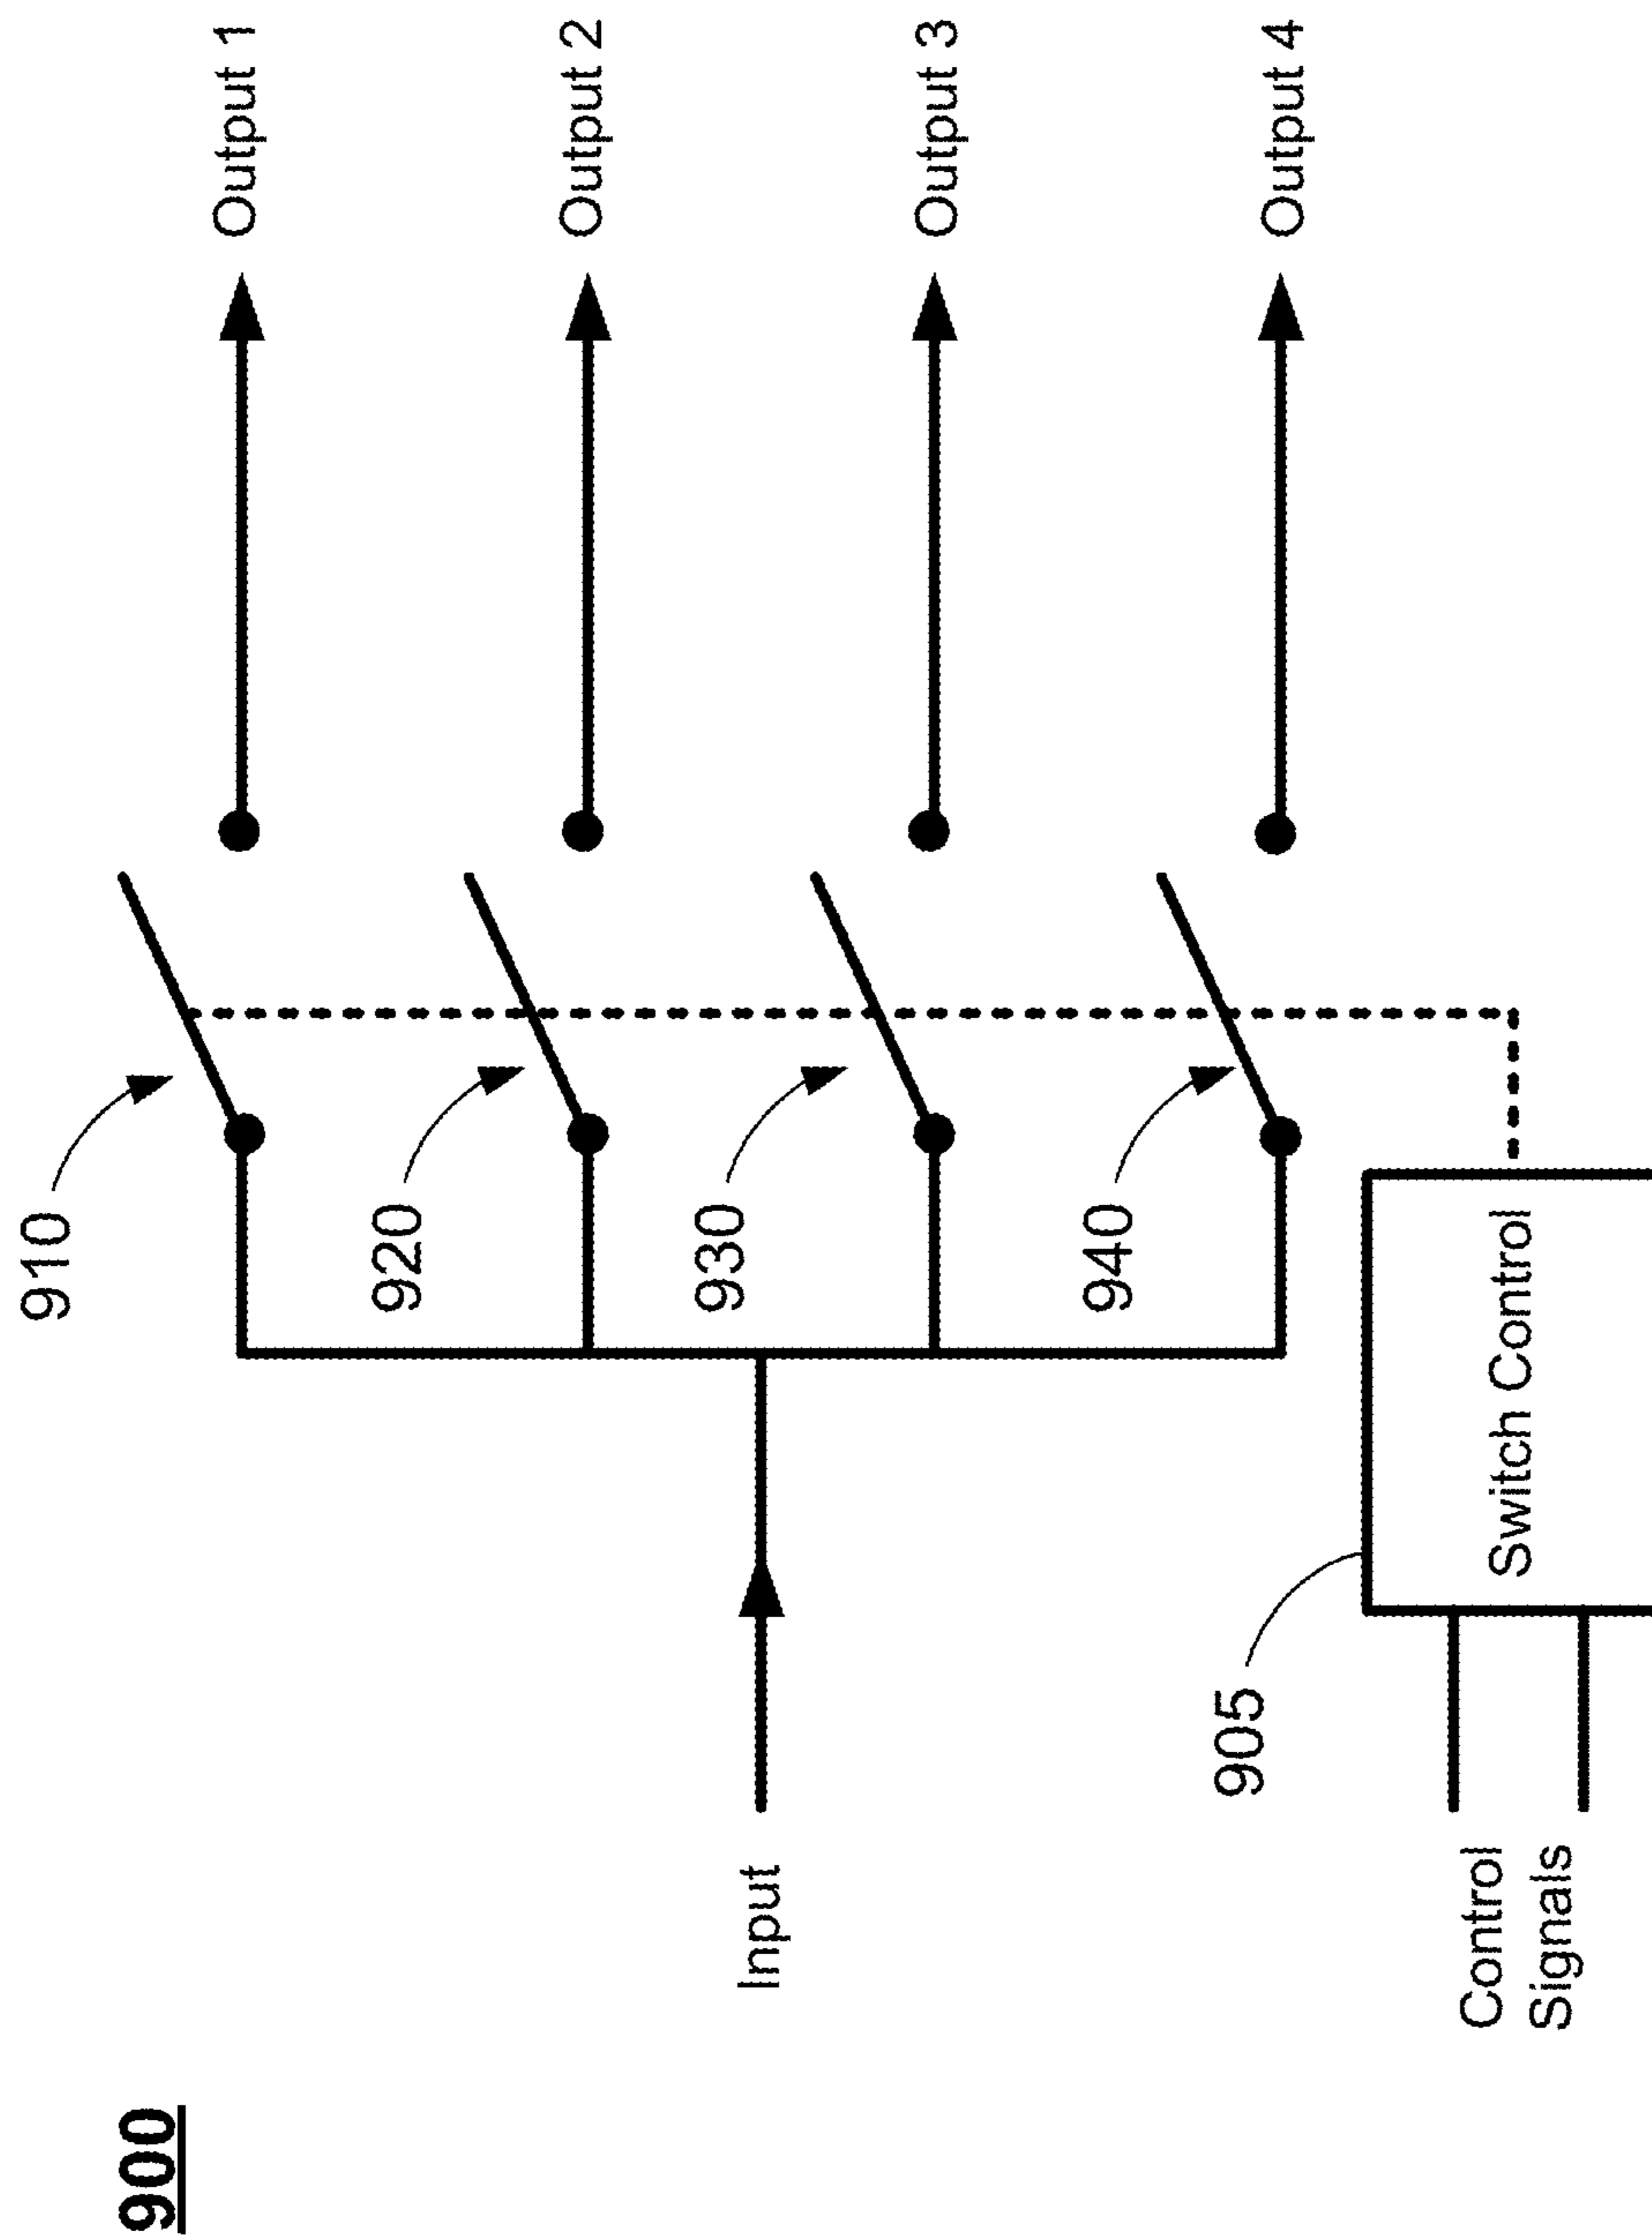 900
910
Output 1
920
Output 2
Input
930
Output 3
940
Output 4
905
Control
Signals
Switch Control